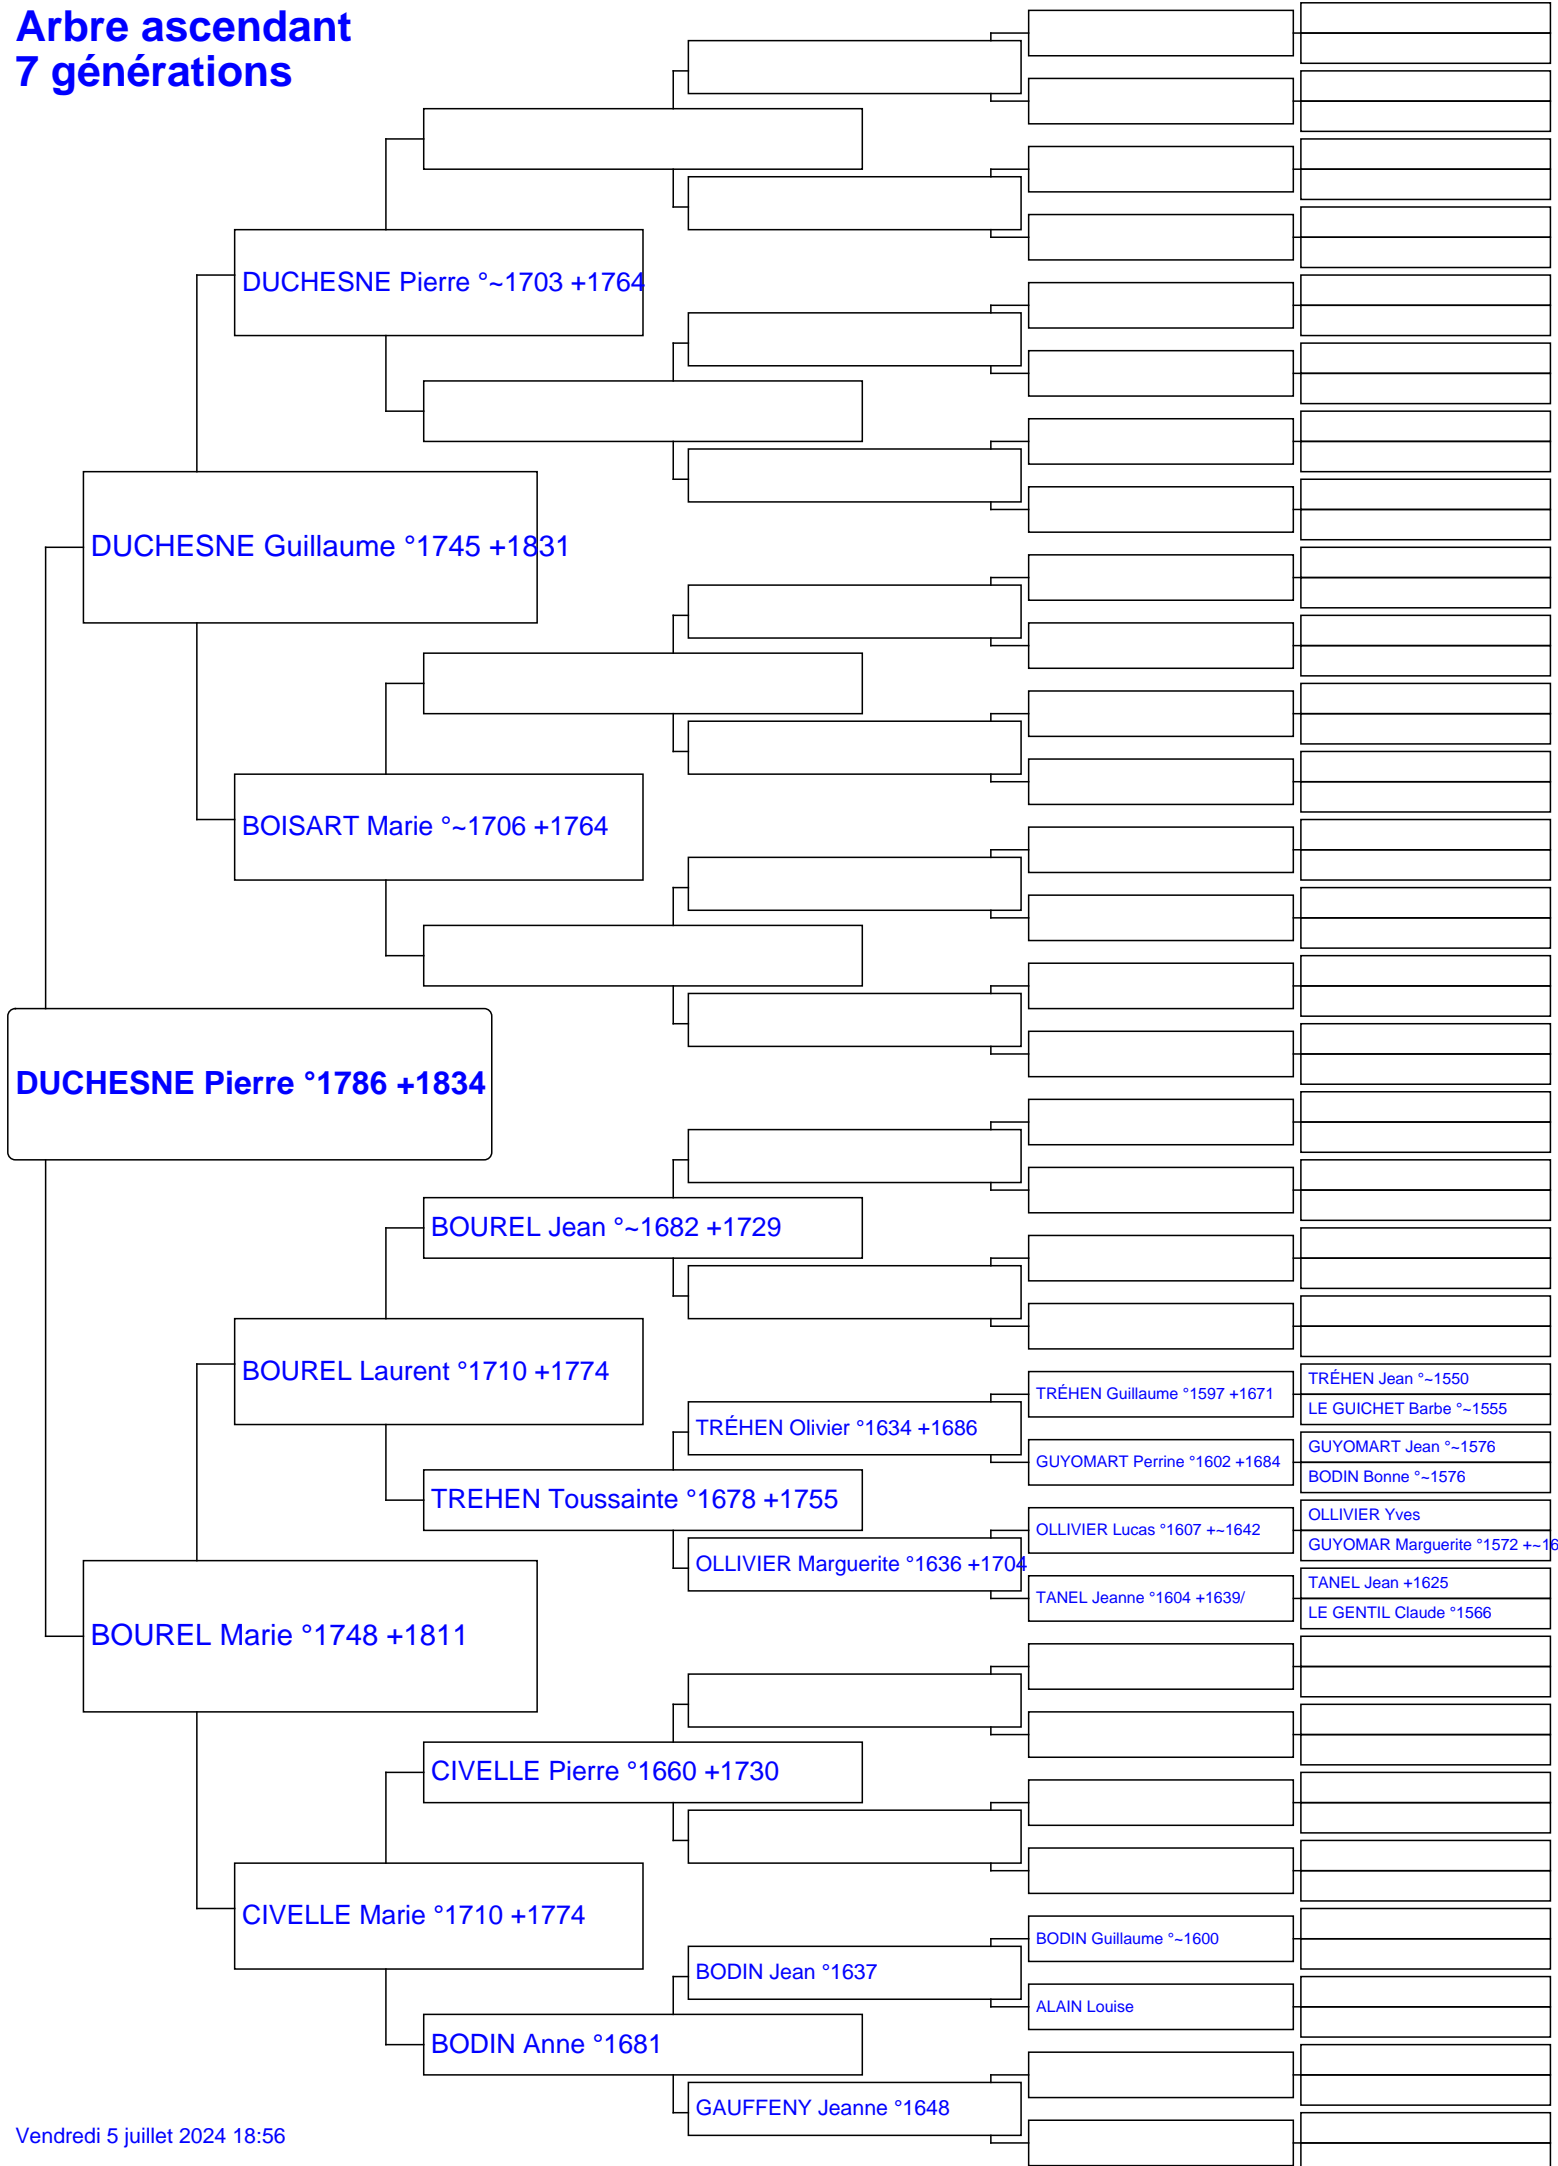 Arbre ascendant
7 générations
DUCHESNE Pierre °~1703 +1764
DUCHESNE Guillaume °1745 +1831
BOISART Marie °~1706 +1764
DUCHESNE Pierre °1786 +1834
BOUREL Jean °~1682 +1729
BOUREL Laurent °1710 +1774
TRÉHEN Guillaume °1597 +1671
TRÉHEN Jean °~1550
LE GUICHET Barbe °~1555
TRÉHEN Olivier °1634 +1686
GUYOMART Perrine °1602 +1684
GUYOMART Jean °~1576
BODIN Bonne °~1576
TREHEN Toussainte °1678 +1755
OLLIVIER Lucas °1607 +~1642
OLLIVIER Yves
GUYOMAR Marguerite °1572 +~16
OLLIVIER Marguerite °1636 +1704
TANEL Jeanne °1604 +1639/
TANEL Jean +1625
LE GENTIL Claude °1566
BOUREL Marie °1748 +1811
CIVELLE Pierre °1660 +1730
CIVELLE Marie °1710 +1774
BODIN Guillaume °~1600
BODIN Jean °1637
ALAIN Louise
BODIN Anne °1681
GAUFFENY Jeanne °1648
Vendredi 5 juillet 2024 18:56